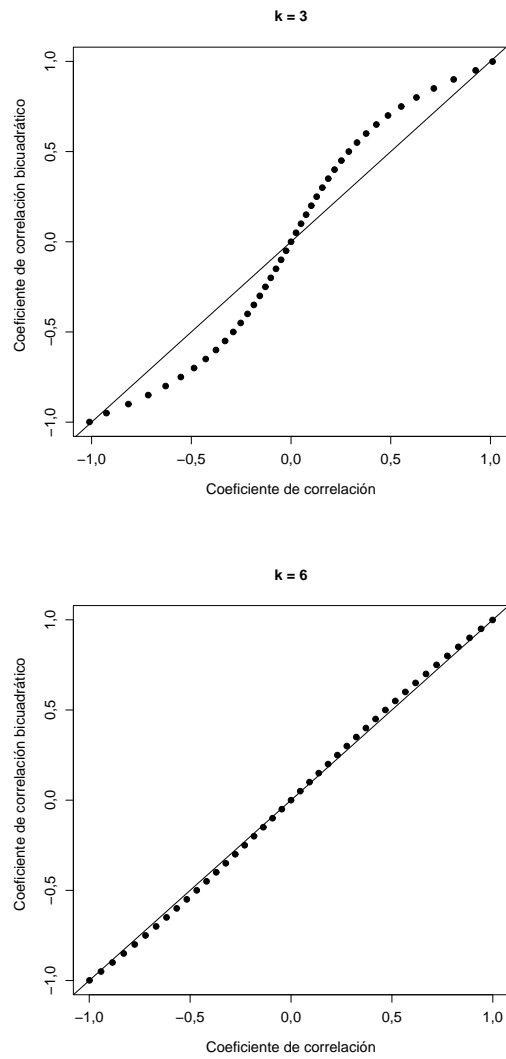 k = 3
Coeficiente de correlación bicuadrático
1,0
0,5
0,0
−0,5
−1,0
−1,0 −0,5 0,0 0,5 1,0
Coeficiente de correlación
k = 6
Coeficiente de correlación bicuadrático
1,0
0,5
0,0
−0,5
−1,0
−1,0 −0,5 0,0 0,5 1,0
Coeficiente de correlación